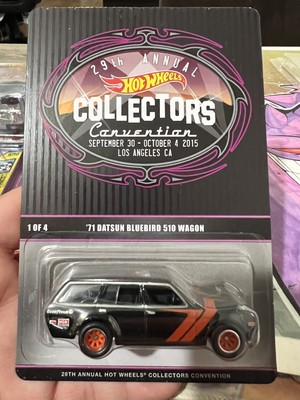 29th ANNUAL
Hot Wheels
COLLECTORS
Convention
SEPTEMBER 30 - OCTOBER 4 2015
LOS ANGELES CA
1 OF 4
'71 DATSUN BLUEBIRD 510 WAGON
GOODYEAR
29TH ANNUAL HOT WHEELS® COLLECTORS CONVENTION